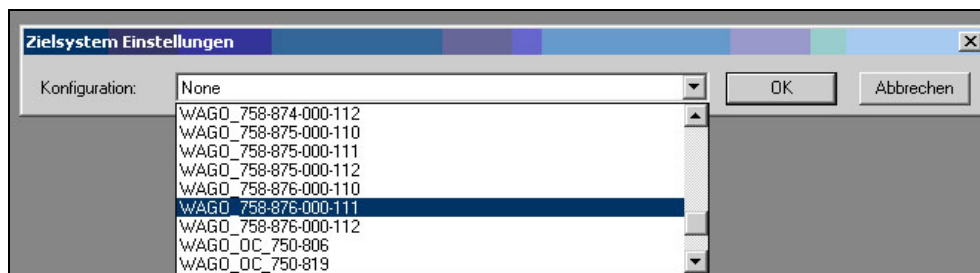 Zielsystem Einstellungen
Konfiguration: None OK Abbrechen
WAGO_758-874-000-112
WAGO_758-875-000-110
WAGO_758-875-000-111
WAGO_758-875-000-112
WAGO_758-876-000-110
WAGO_758-876-000-111
WAGO_758-876-000-112
WAGO_OC_750-806
WAGO_OC_750-819